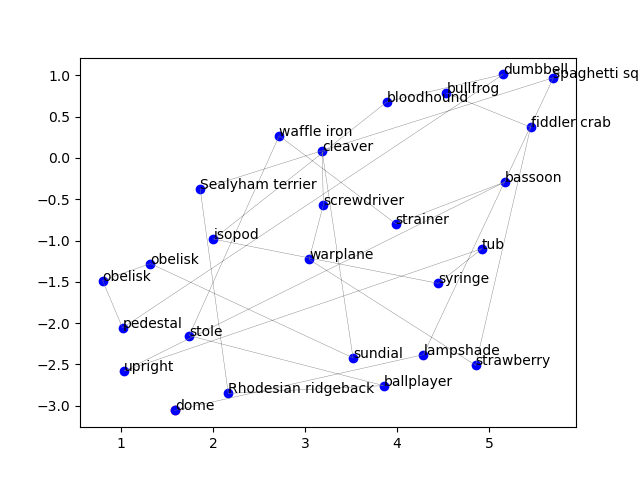 dumbbell
spaghetti sq
bullfrog
bloodhound
fiddler crab
waffle iron
cleaver
Sealyham terrier
bassoon
screwdriver
strainer
isopod
tub
warplane
obelisk
obelisk
syringe
pedestal
stole
sundial
lampshade
strawberry
upright
Rhodesian ridgeback
ballplayer
dome
1.0
0.5
0.0
−0.5
−1.0
−1.5
−2.0
−2.5
−3.0
1 2 3 4 5